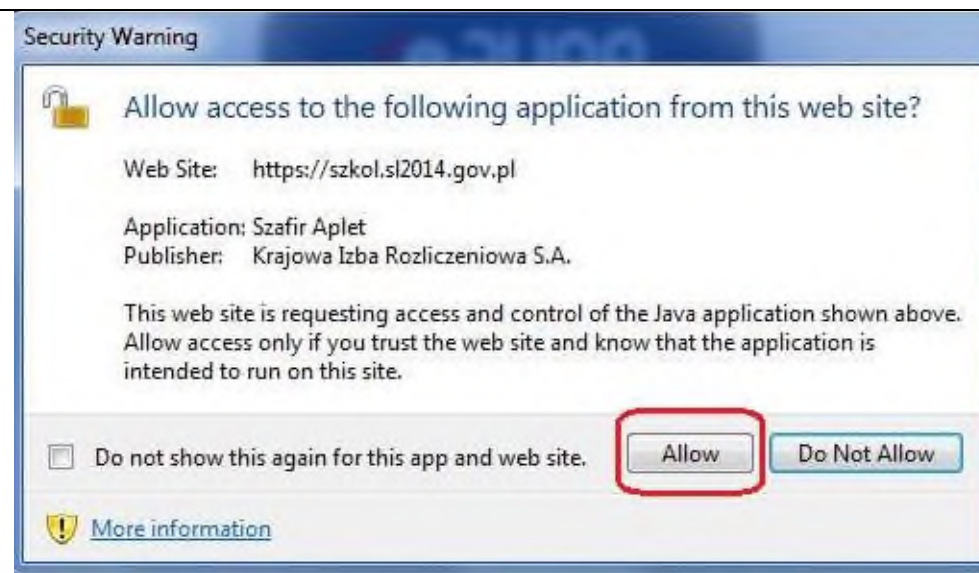 Security Warning
Allow access to the following application from this web site?
Web Site: https://szkol.sl2014.gov.pl
Application: Szafir Aplet
Publisher: Krajowa Izba Rozliczeniowa S.A.
This web site is requesting access and control of the Java application shown above.
Allow access only if you trust the web site and know that the application is
intended to run on this site.
Do not show this again for this app and web site. Allow Do Not Allow
More information